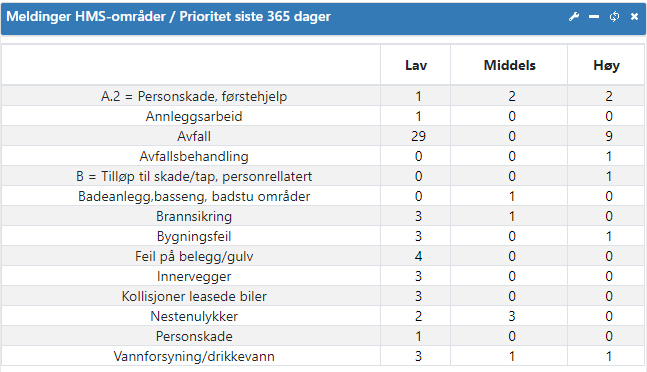 Meldinger HMS-områder / Prioritet siste 365 dager
Lav Middels Høy
A.2 = Personskade, førstehjelp 1 2 2
Annleggsarbeid 1 0 0
Avfall 29 0 9
Avfallsbehandling 0 0 1
B = Tilløp til skade/tap, personrellatert 0 0 1
Badeanlegg,basseng, badstu områder 0 1 0
Brannsikring 3 1 0
Bygningsfeil 3 0 1
Feil på belegg/gulv 4 0 0
Innervegger 3 0 0
Kollisjoner leasede biler 3 0 0
Nestenulykker 2 3 0
Personskade 1 0 0
Vannforsyning/drikkevann 3 1 1